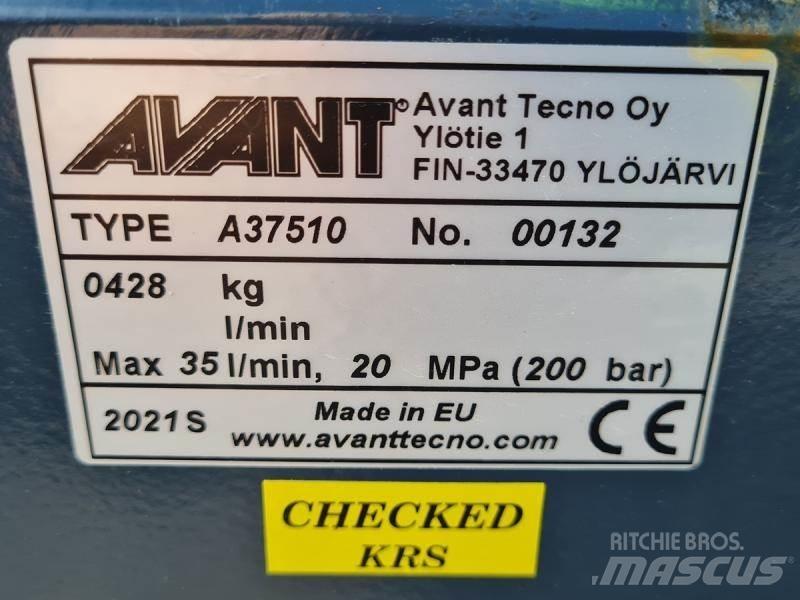 AVANT®
Avant Tecno Oy
Ylötie 1
FIN-33470 YLÖJÄRVI
TYPE A37510 No. 00132
0428 kg
l/min
Max 35 l/min, 20 MPa (200 bar)
2021 S
Made in EU
www.avanttecno.com
CE
CHECKED
KRS
RITCHIE BROS.
MASCUS